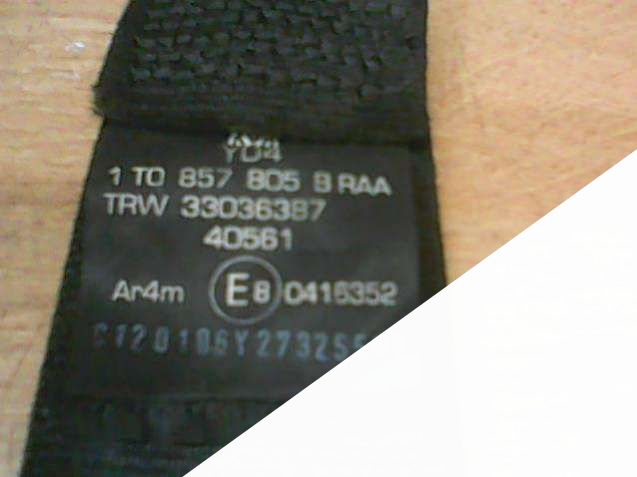 YD4
1 T0 857 805 B RAA
TRW 33036387
40561
Ar4m E8 0416352